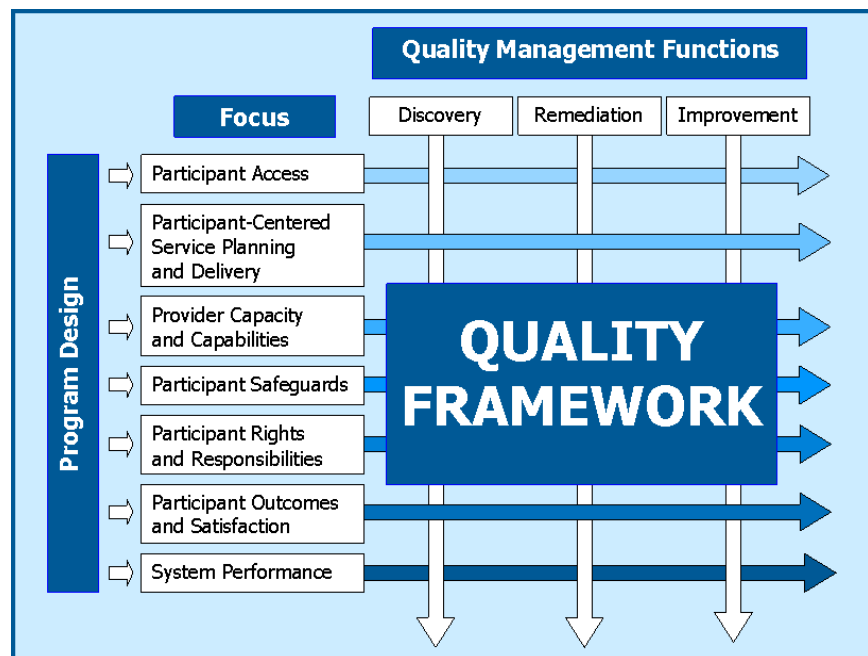 Quality Management Functions
Focus
Discovery
Remediation
Improvement
Program Design
Participant Access
Participant-Centered
Service Planning
and Delivery
Provider Capacity
and Capabilities
Participant Safeguards
Participant Rights
and Responsibilities
Participant Outcomes
and Satisfaction
System Performance
QUALITY
FRAMEWORK